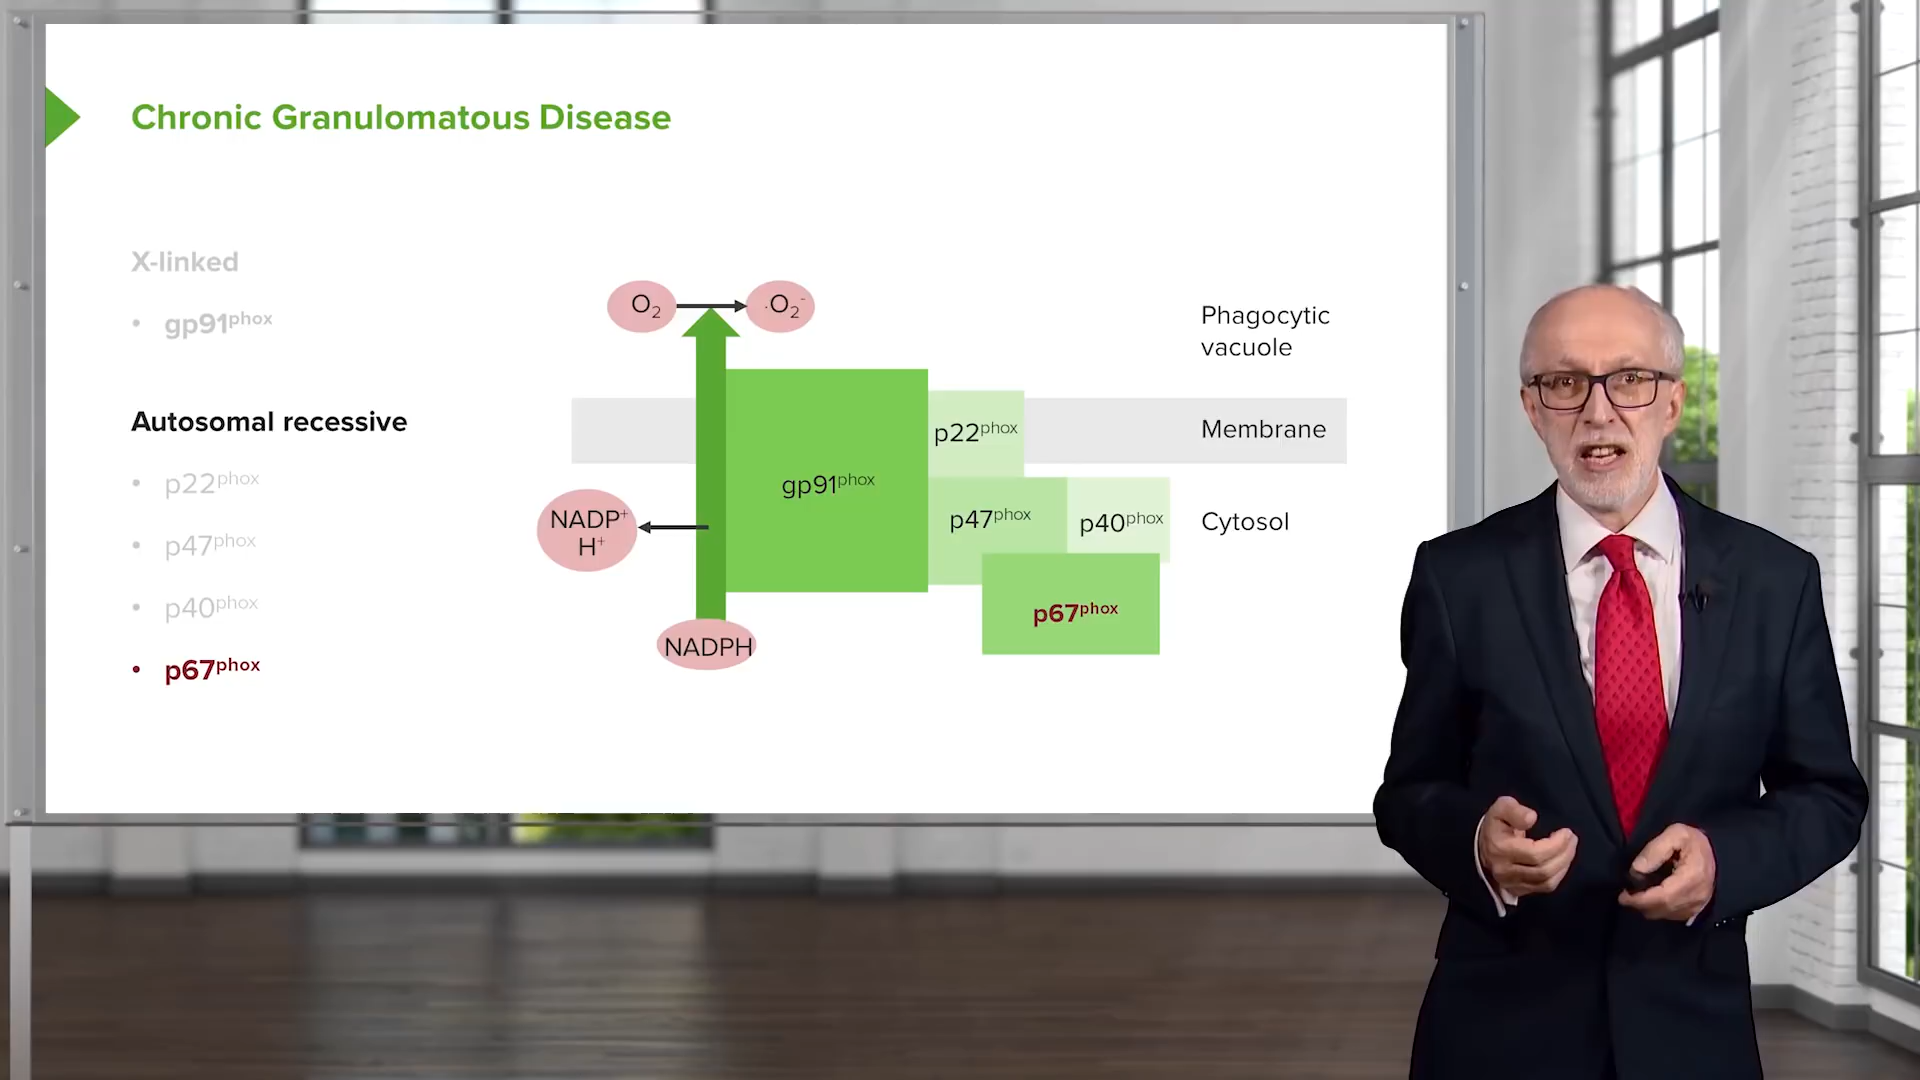 Chronic Granulomatous Disease
X-linked
• gp91phox
Autosomal recessive
• p22phox
• p47phox
• p40phox
• p67phox
O2
·O2-
Phagocytic
vacuole
p22phox
Membrane
gp91phox
NADP+
H+
p47phox
p40phox
Cytosol
p67phox
NADPH